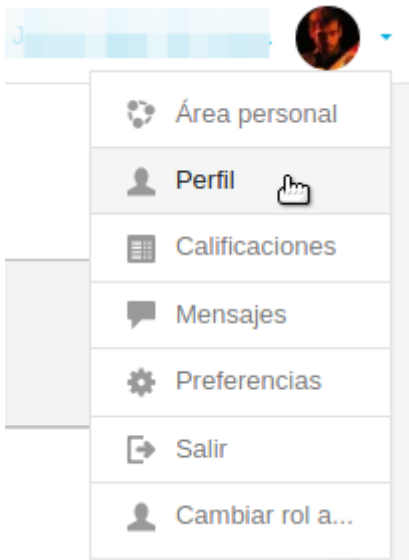 J
Área personal
Perfil
Calificaciones
Mensajes
Preferencias
Salir
Cambiar rol a...